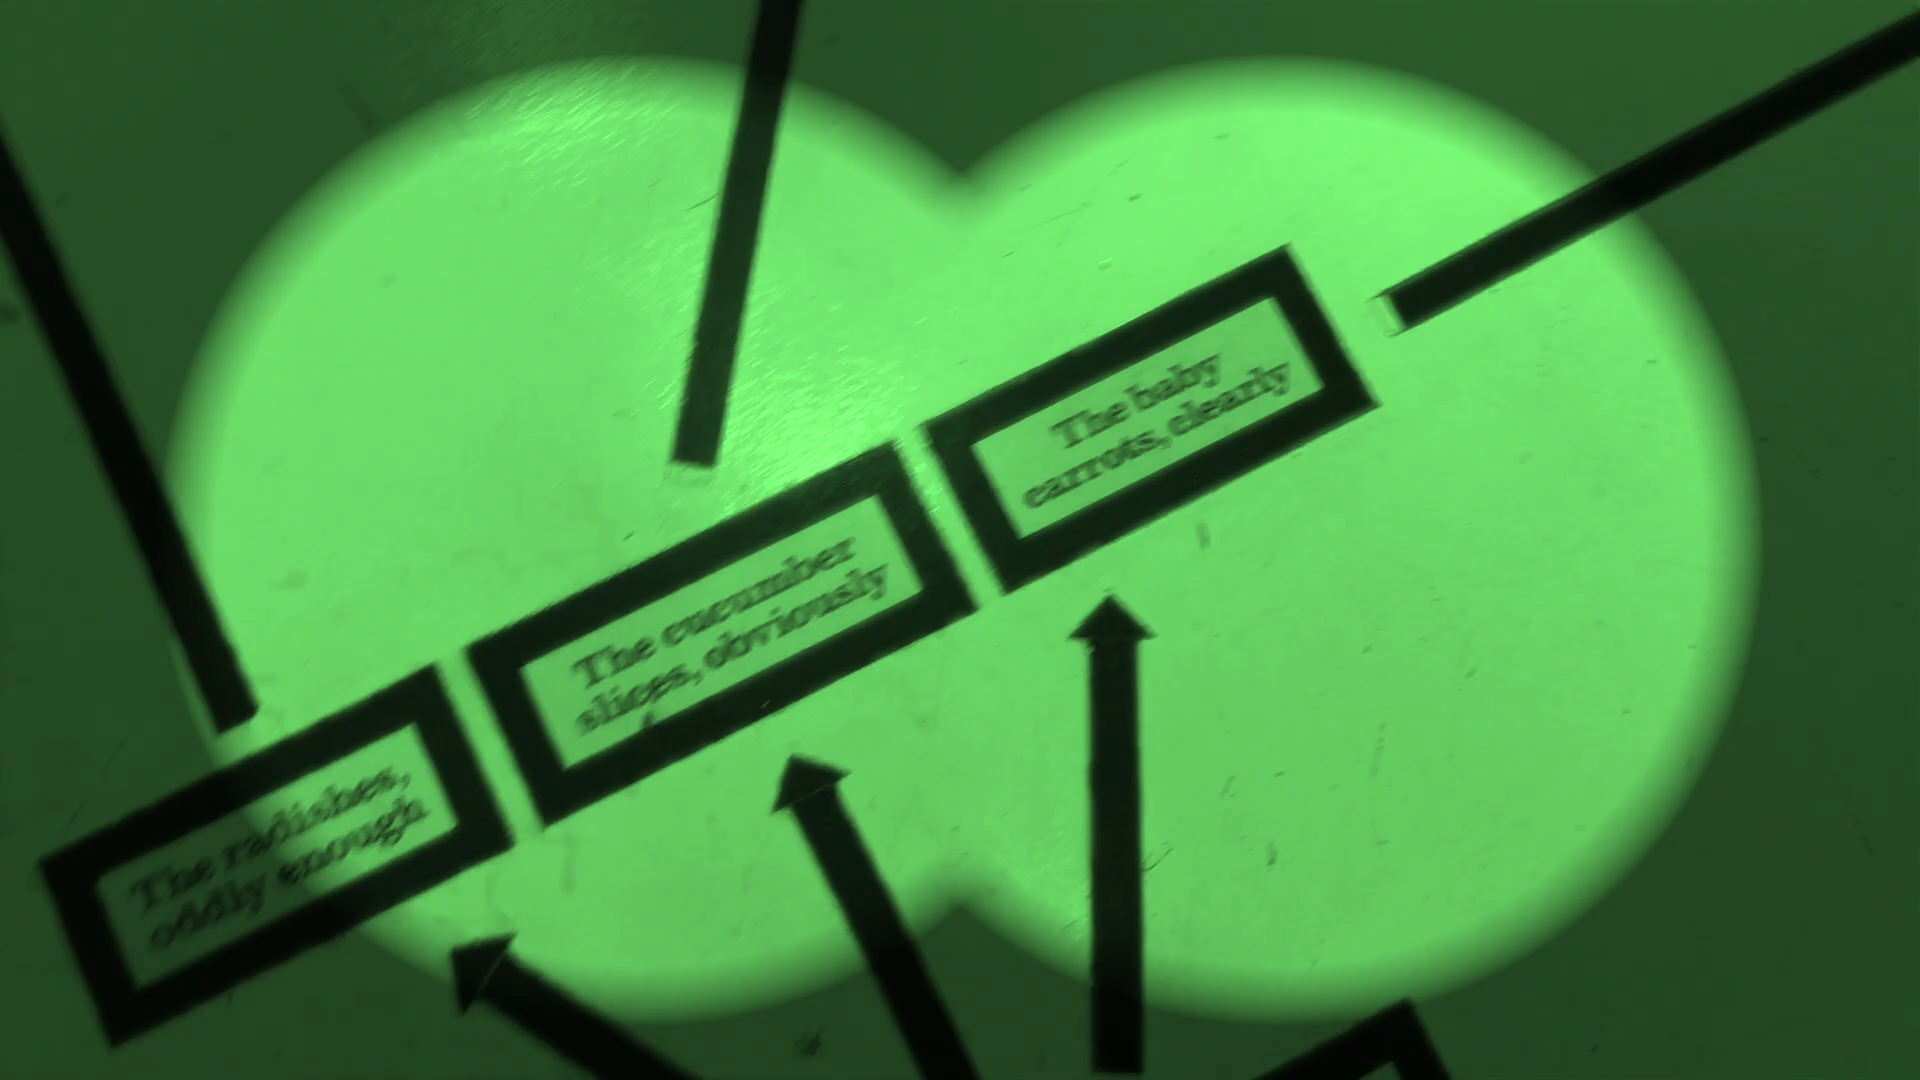 The radishes,
oddly enough
The cucumber
slices, obviously
The baby
carrots, clearly